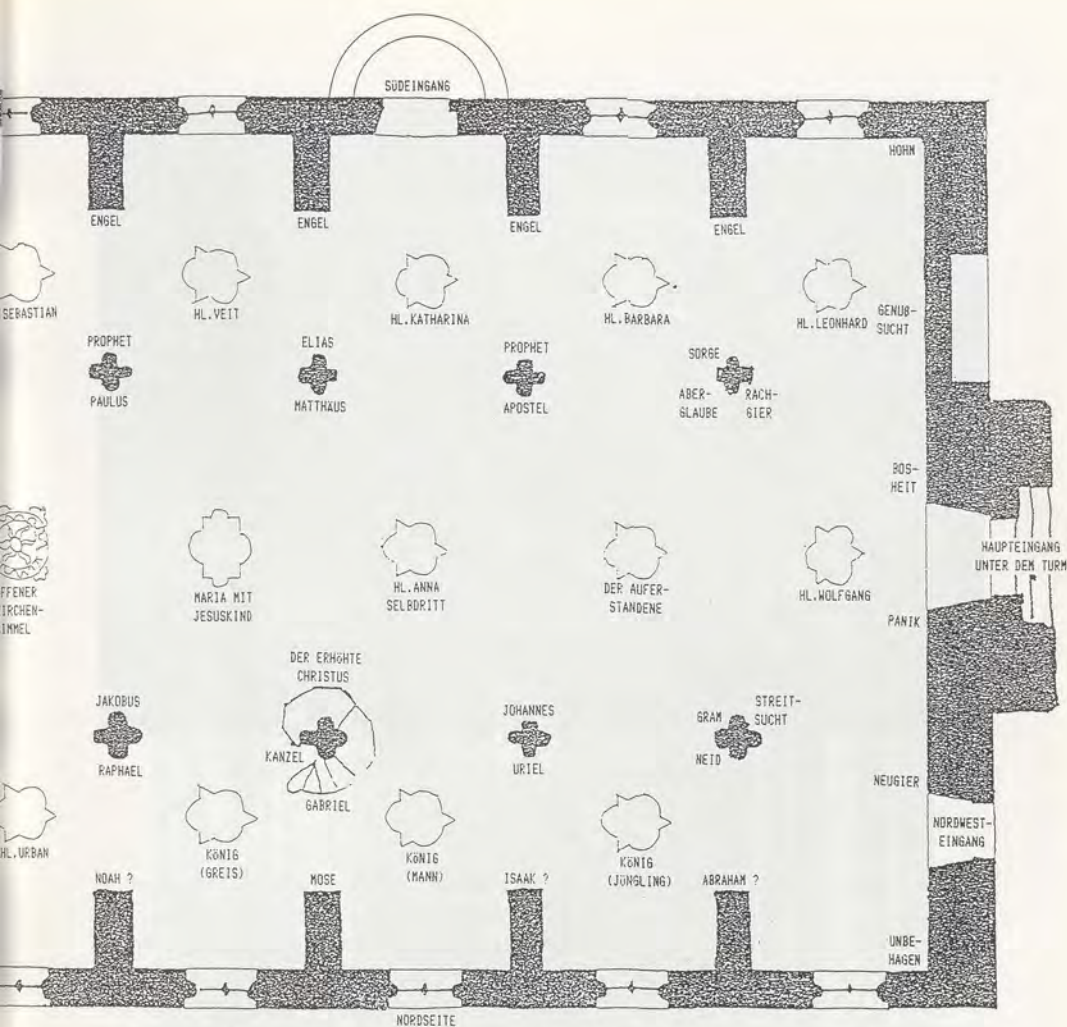 SÜDEINGANG
HOHN
ENGEL
ENGEL
ENGEL
ENGEL
SEBASTIAN
HL.VEIT
HL.KATHARINA
HL.BARBARA
HL.LEONHARD
GENUß-
SUCHT
PROPHET
PAULUS
ELIAS
MATTHÄUS
PROPHET
APOSTEL
SORGE
ABER-
GLAUBE
RACH-
GIER
BOS-
HEIT
HAUPTEINGANG
UNTER DEM TURM
FFENER
IRCHEN-
IMMEL
MARIA MIT
JESUSKIND
HL.ANNA
SELBDRITT
DER AUFER-
STANDENE
HL.WOLFGANG
PANIK
JAKOBUS
RAPHAEL
DER ERHÖHTE
CHRISTUS
KANZEL
GABRIEL
JOHANNES
URIEL
GRAM
STREIT-
SUCHT
NEID
NEUGIER
NORDWEST-
EINGANG
HL.URBAN
KÖNIG
(GREIS)
KÖNIG
(MANN)
KÖNIG
(JÜNGLING)
NOAH ?
MOSE
ISAAK ?
ABRAHAM ?
UNBE-
HAGEN
NORDSEITE